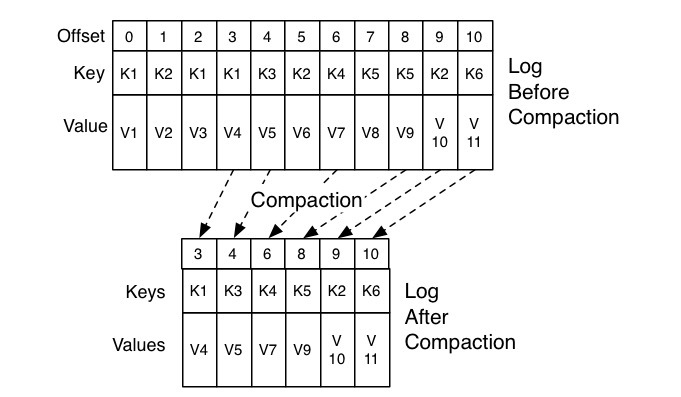 Offset 0 1 2 3 4 5 6 7 8 9 10
Key K1 K2 K1 K1 K3 K2 K4 K5 K5 K2 K6
Value V1 V2 V3 V4 V5 V6 V7 V8 V9 V 10 V 11
Log
Before
Compaction
Compaction
3 4 6 8 9 10
Keys K1 K3 K4 K5 K2 K6
Values V4 V5 V7 V9 V 10 V 11
Log
After
Compaction